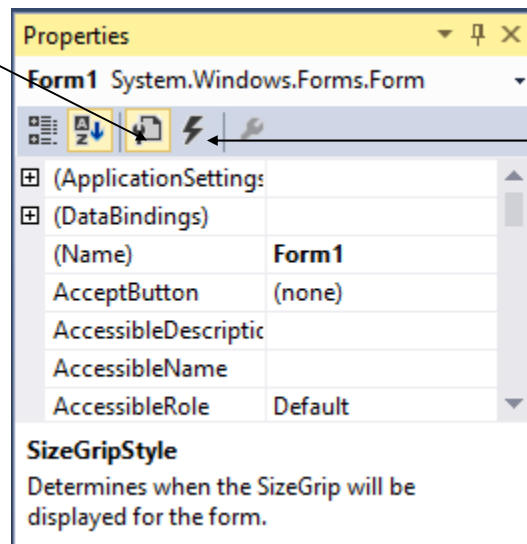 Properties
Form1 System.Windows.Forms.Form
(ApplicationSettings
(DataBindings)
(Name) Form1
AcceptButton (none)
AccessibleDescriptic
AccessibleName
AccessibleRole Default
SizeGripStyle
Determines when the SizeGrip will be
displayed for the form.